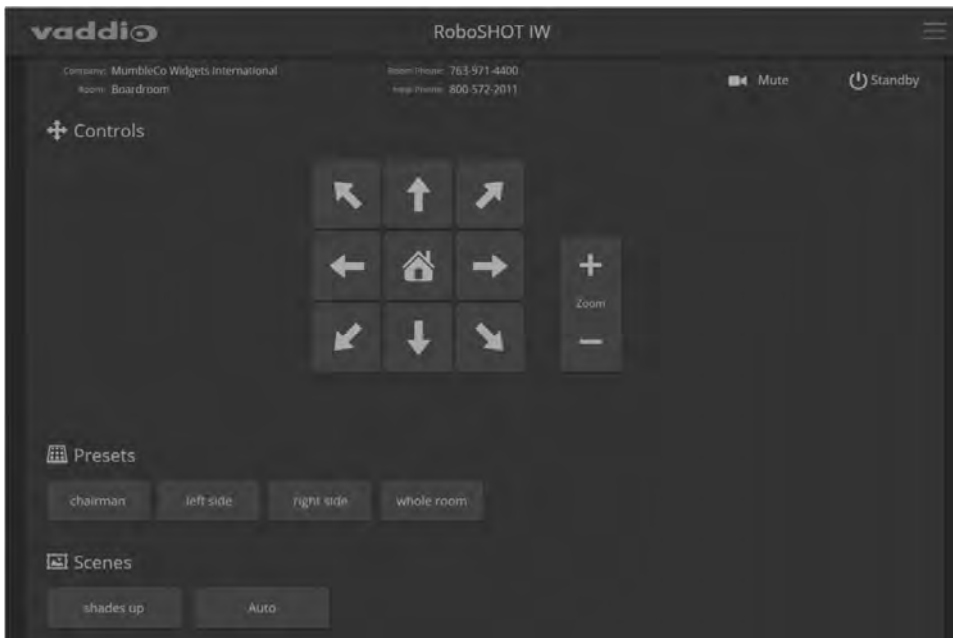 vaddio
RoboSHOT IW
Company: MumbleCo Widgets International
Room: Boardroom
Room Phone: 763-971-4400
Help Phone: 800-572-2011
Mute
Standby
Controls
+
Zoom
−
Presets
chairman left side right side whole room
Scenes
shades up Auto